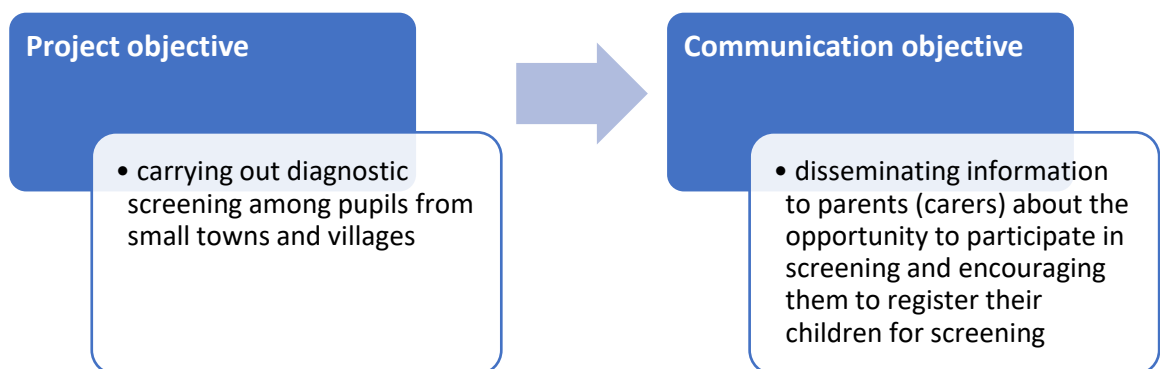 Project objective
• carrying out diagnostic
screening among pupils from
small towns and villages
Communication objective
• disseminating information
to parents (carers) about the
opportunity to participate in
screening and encouraging
them to register their
children for screening